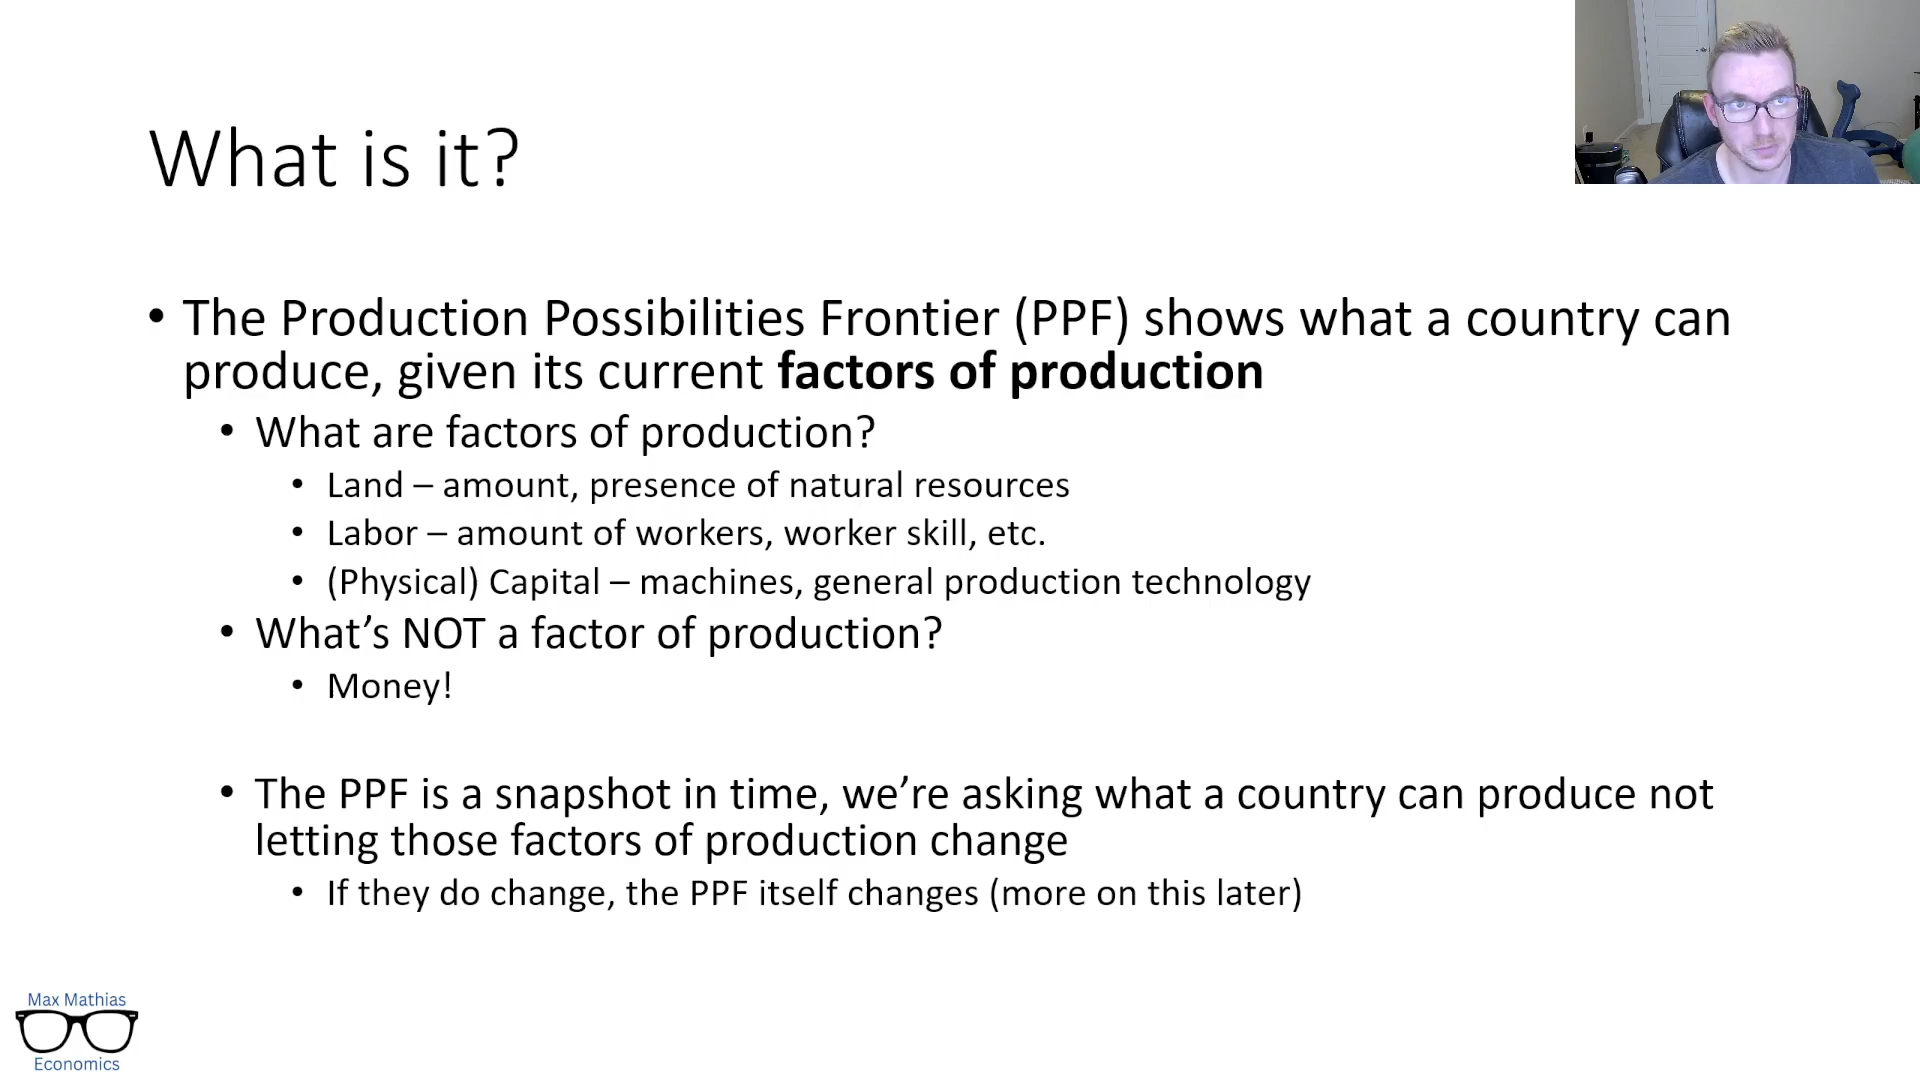 What is it?
• The Production Possibilities Frontier (PPF) shows what a country can
produce, given its current factors of production
• What are factors of production?
• Land – amount, presence of natural resources
• Labor – amount of workers, worker skill, etc.
• (Physical) Capital – machines, general production technology
• What’s NOT a factor of production?
• Money!
• The PPF is a snapshot in time, we’re asking what a country can produce not
letting those factors of production change
• If they do change, the PPF itself changes (more on this later)
Max Mathias
Economics